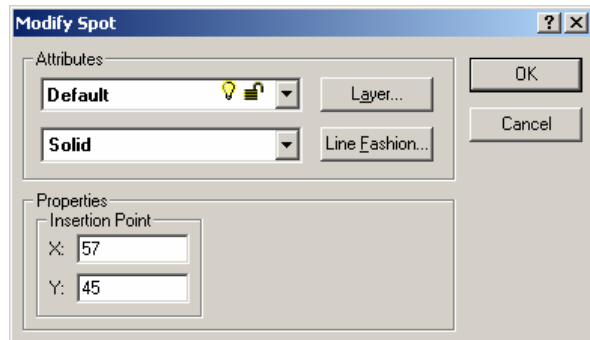 Modify Spot
Attributes
Default
Layer...
OK
Solid
Line Fashion...
Cancel
Properties
Insertion Point
X: 57
Y: 45